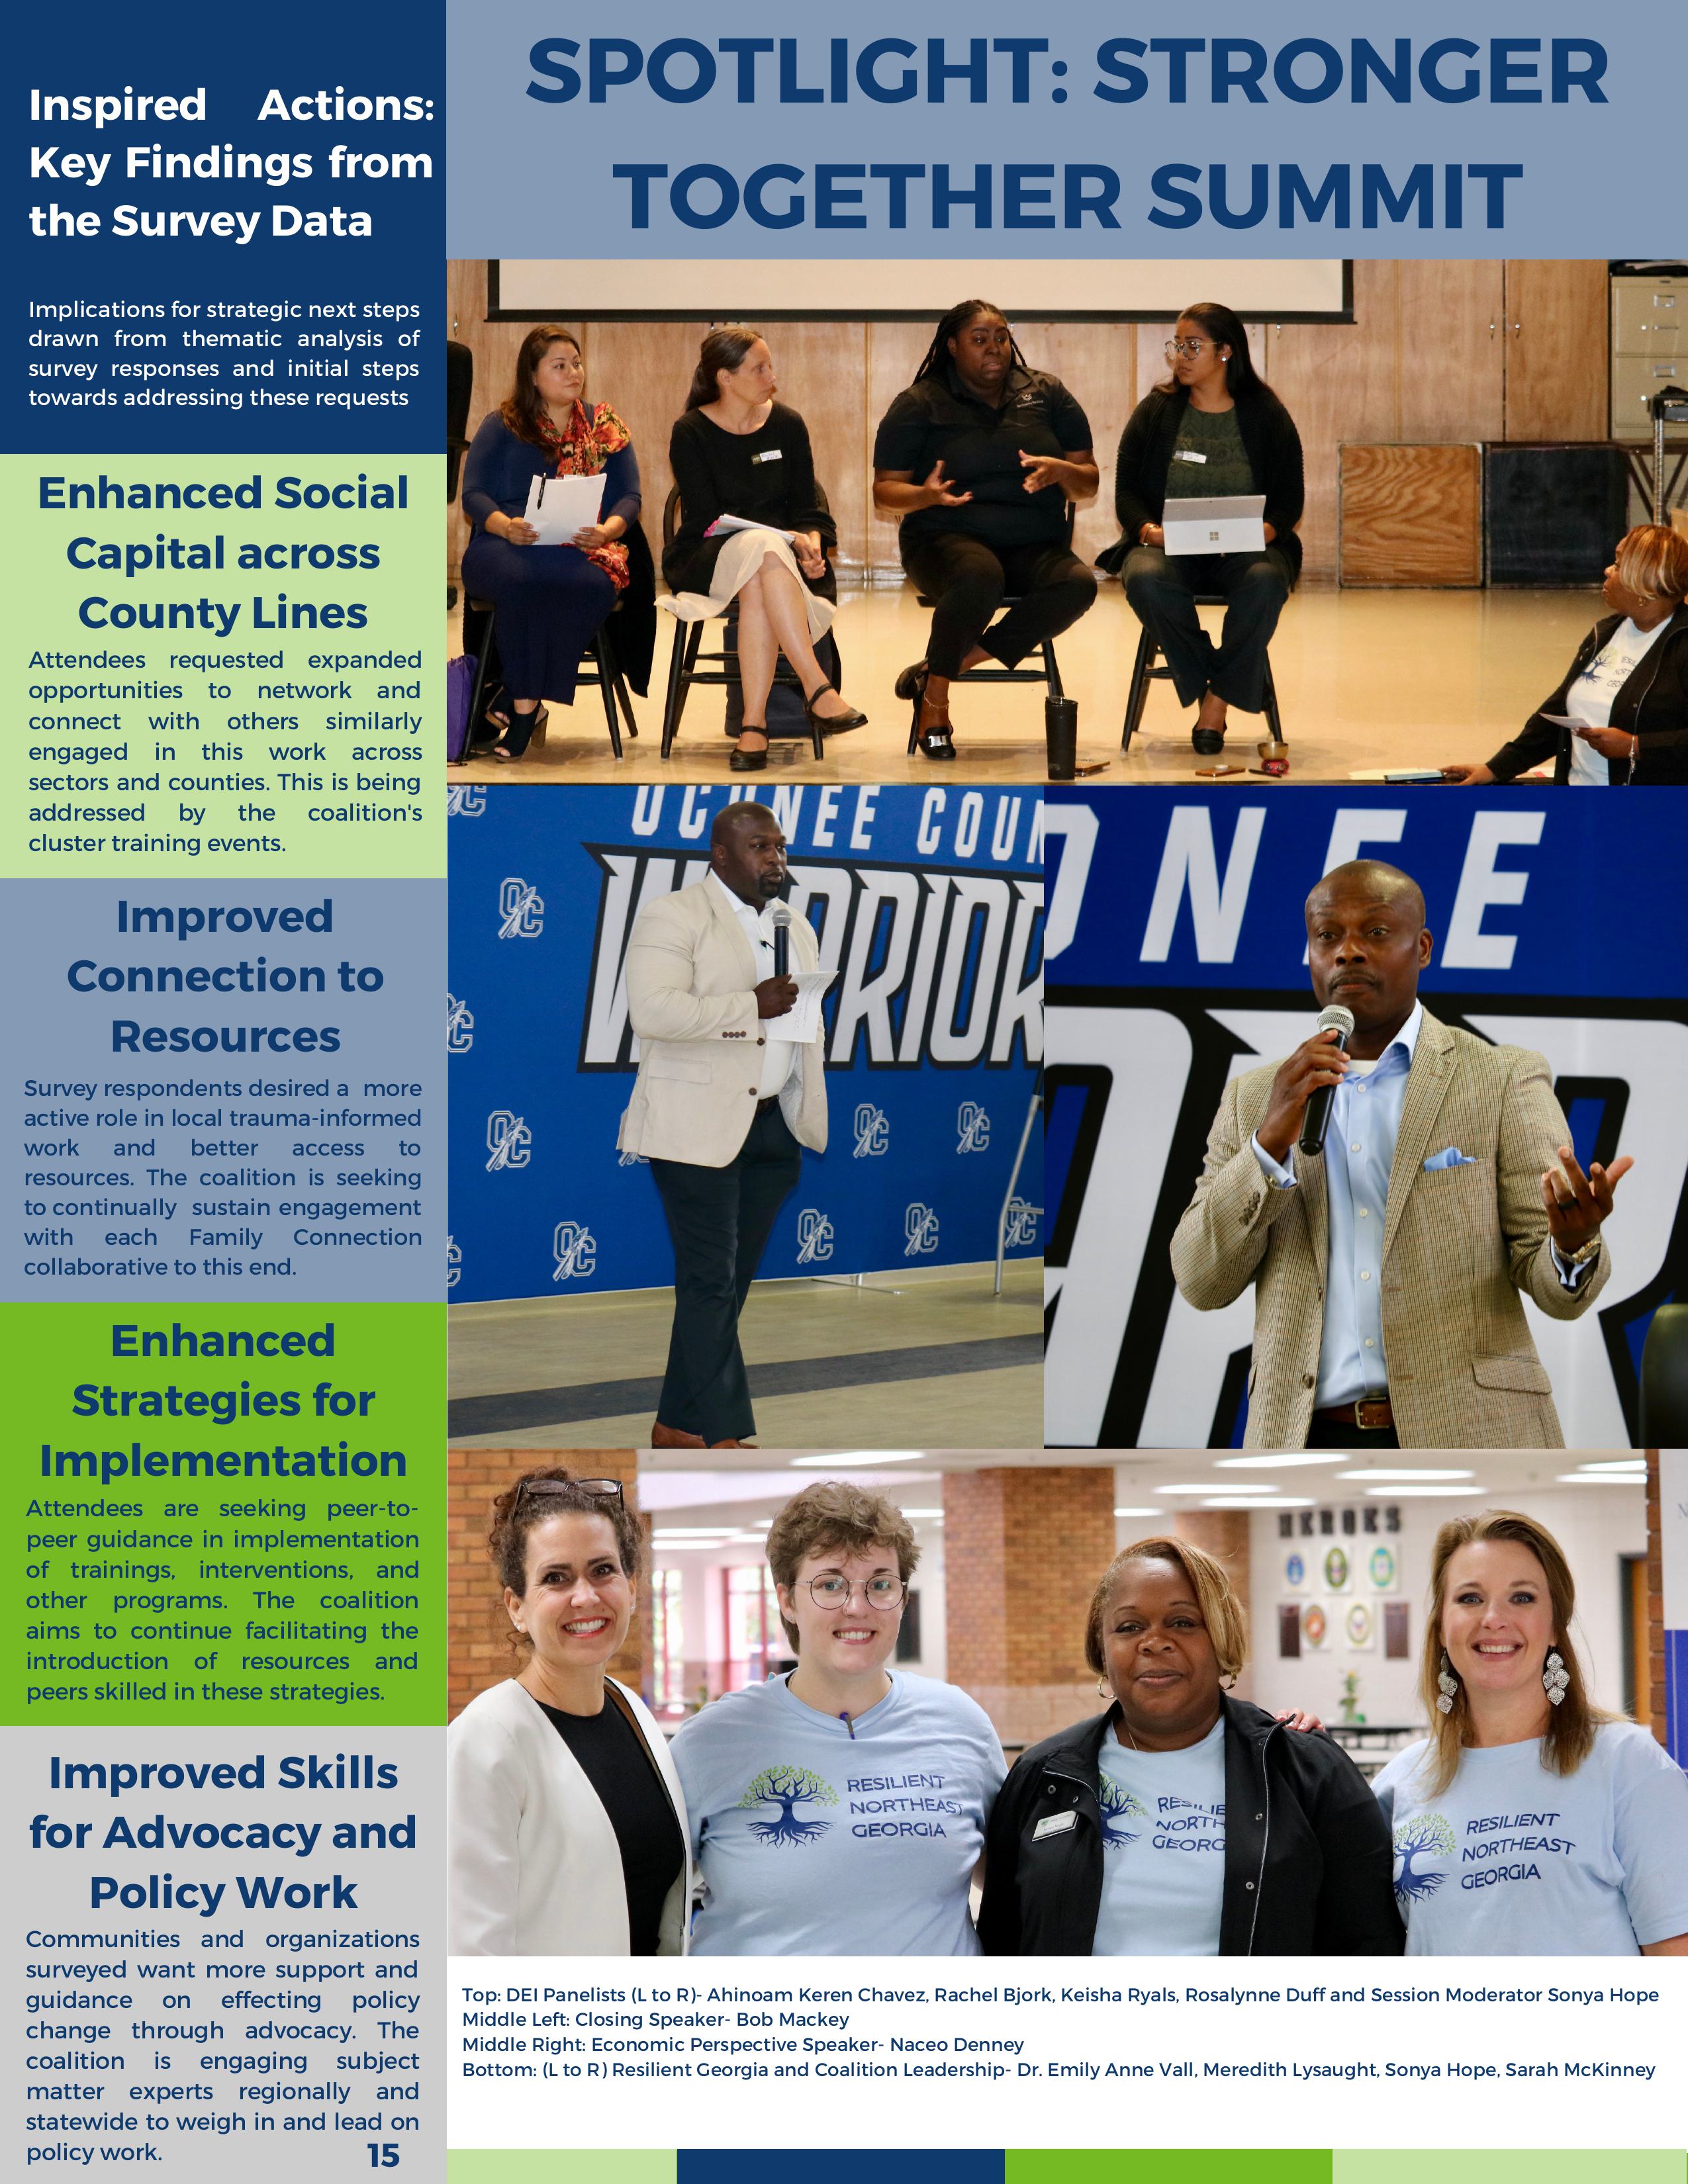 Inspired Actions:
Key Findings from
the Survey Data
Implications for strategic next steps
drawn from thematic analysis of
survey responses and initial steps
towards addressing these requests
Enhanced Social
Capital across
County Lines
Attendees requested expanded
opportunities to network and
connect with others similarly
engaged in this work across
sectors and counties. This is being
addressed by the coalition's
cluster training events.
Improved
Connection to
Resources
Survey respondents desired a more
active role in local trauma-informed
work and better access to
resources. The coalition is seeking
to continually sustain engagement
with each Family Connection
collaborative to this end.
Enhanced
Strategies for
Implementation
Attendees are seeking peer-to-
peer guidance in implementation
of trainings, interventions, and
other programs. The coalition
aims to continue facilitating the
introduction of resources and
peers skilled in these strategies.
Improved Skills
for Advocacy and
Policy Work
Communities and organizations
surveyed want more support and
guidance on effecting policy
change through advocacy. The
coalition is engaging subject
matter experts regionally and
statewide to weigh in and lead on
policy work.
15
SPOTLIGHT: STRONGER
TOGETHER SUMMIT
OC
NEE COUN
RIOR
NEE
RESILIENT
NORTHEAST
GEORGIA
RESILIE
NORTH
GEORG
RESILIENT
NORTHEAST
GEORGIA
Top: DEI Panelists (L to R)- Ahinoam Keren Chavez, Rachel Bjork, Keisha Ryals, Rosalynne Duff and Session Moderator Sonya Hope
Middle Left: Closing Speaker- Bob Mackey
Middle Right: Economic Perspective Speaker- Naceo Denney
Bottom: (L to R) Resilient Georgia and Coalition Leadership- Dr. Emily Anne Vall, Meredith Lysaught, Sonya Hope, Sarah McKinney